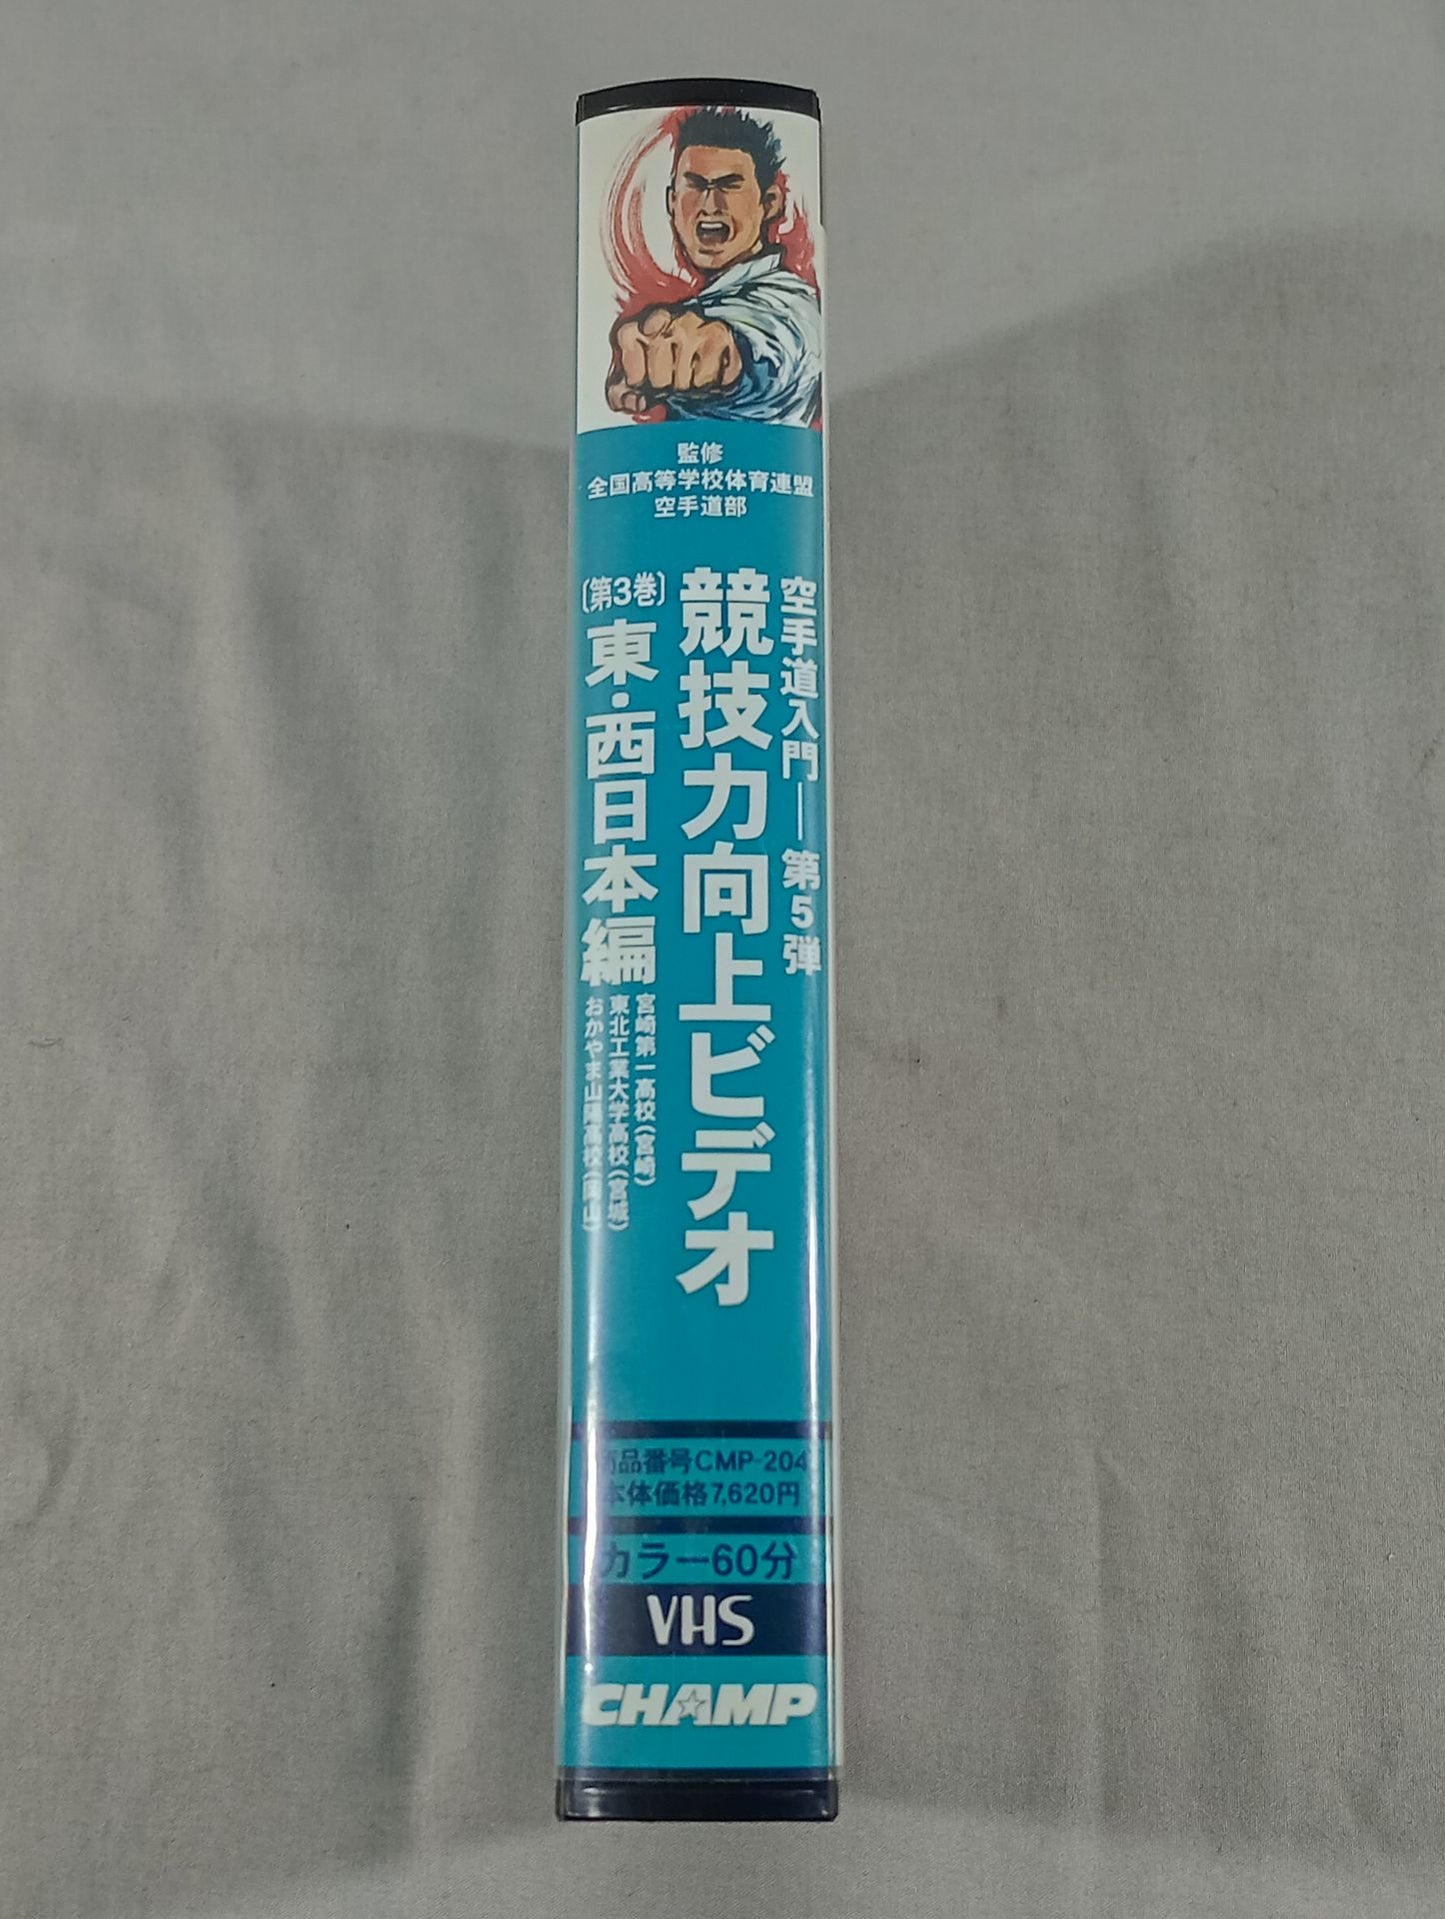 監修
全国高等学校体育連盟
空手道部
空手道入門―第5弾
競技力向上ビデオ
〔第3巻〕東・西日本編
宮崎第一高校(宮崎)
東北工業大学高校(宮城)
おかやま山陽高校(岡山)
商品番号CMP-204
本体価格7,620円
カラー60分
VHS
CHAMP